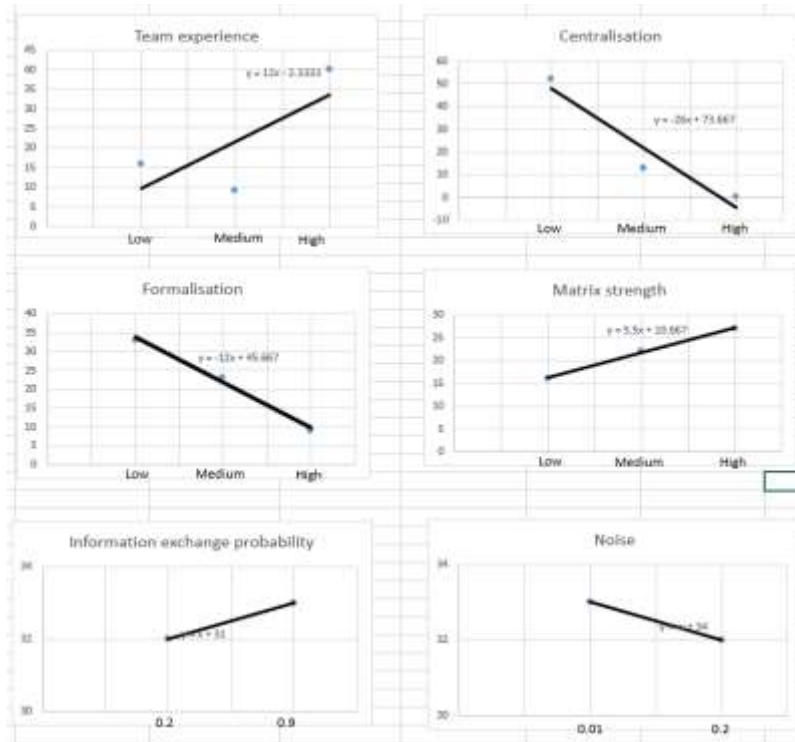 Team experience
45
40
y = 12x - 2.3333
35
30
25
20
15
10
5
0
Low Medium High
Centralisation
60
50
40
y = -26x + 73.667
30
20
10
0
-10
Low Medium High
Formalisation
40
35
30
y = -12x + 45.667
25
20
15
10
5
0
Low Medium High
Matrix strength
30
y = 5.5x + 10.667
25
20
15
10
5
0
Low Medium High
Information exchange probability
34
32
y = x + 31
30
0.2 0.9
Noise
34
32
30
0.01 0.2